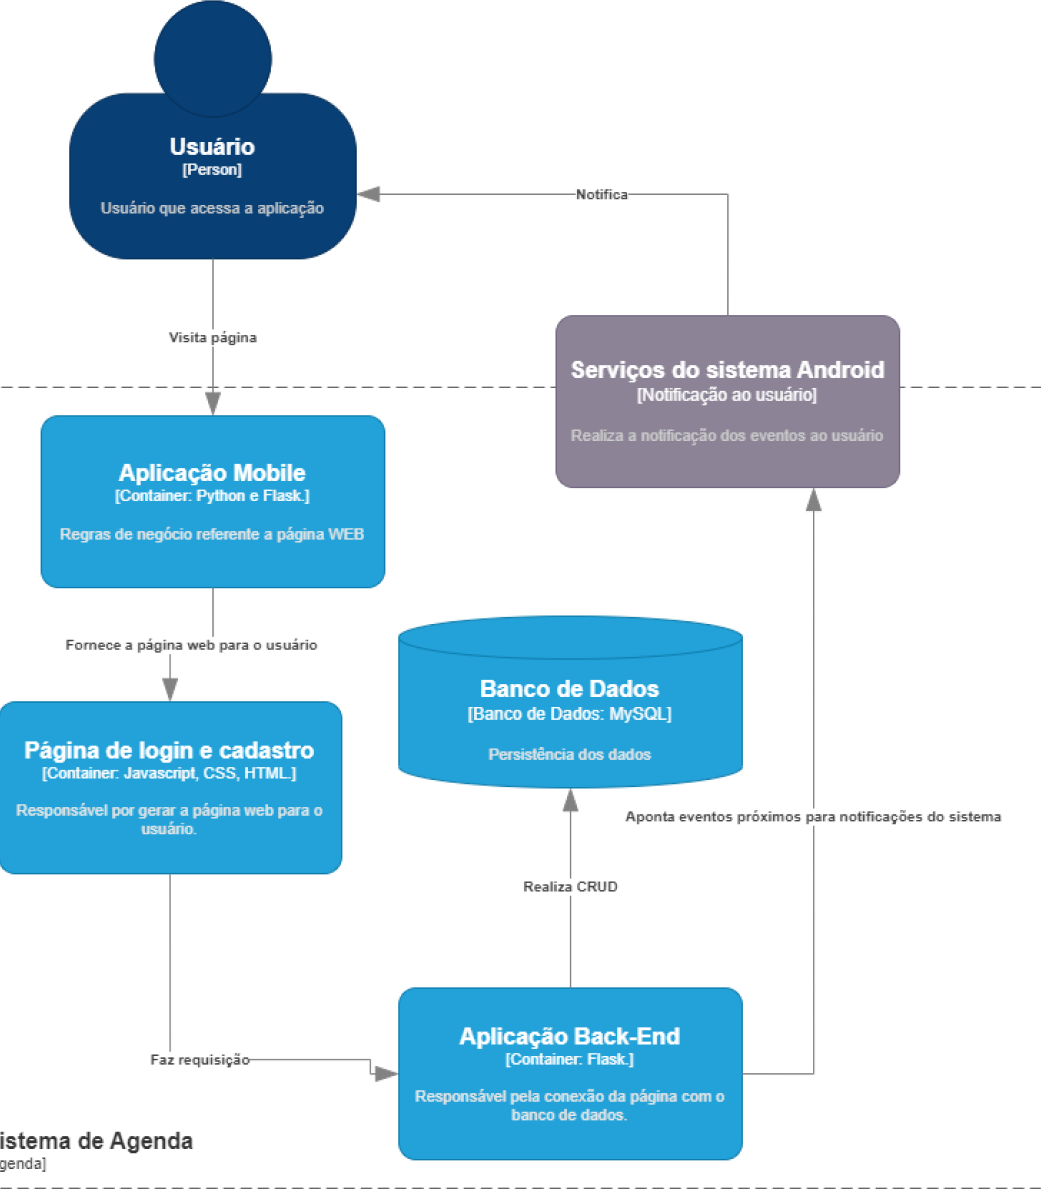 Usuário
[Person]
Usuário que acessa a aplicação
Notifica
Visita página
Serviços do sistema Android
[Notificação ao usuário]
Realiza a notificação dos eventos ao usuário
Aplicação Mobile
[Container: Python e Flask.]
Regras de negócio referente a página WEB
Fornece a página web para o usuário
Banco de Dados
[Banco de Dados: MySQL]
Persistência dos dados
Página de login e cadastro
[Container: Javascript, CSS, HTML.]
Responsável por gerar a página web para o
usuário.
Aponta eventos próximos para notificações do sistema
Realiza CRUD
Faz requisição
Aplicação Back-End
[Container: Flask.]
Responsável pela conexão da página com o
banco de dados.
istema de Agenda
genda]